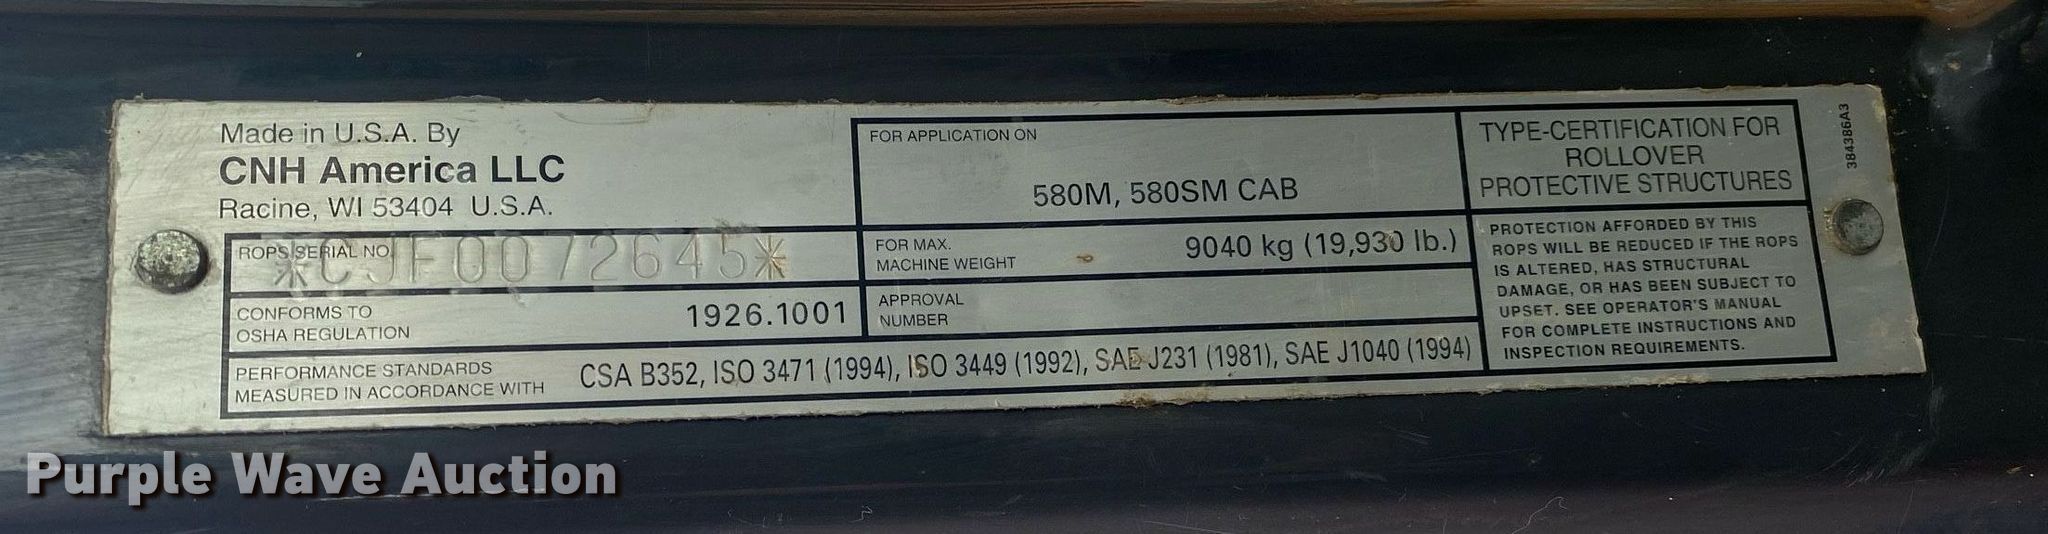 Made in U.S.A. By
CNH America LLC
Racine, WI 53404 U.S.A.
ROPS SERIAL NO.
*CJF0072645*
CONFORMS TO
OSHA REGULATION
1926.1001
PERFORMANCE STANDARDS
MEASURED IN ACCORDANCE WITH
CSA B352, ISO 3471 (1994), ISO 3449 (1992), SAE J231 (1981), SAE J1040 (1994)
FOR APPLICATION ON
580M, 580SM CAB
FOR MAX.
MACHINE WEIGHT
9040 kg (19,930 lb.)
APPROVAL
NUMBER
TYPE-CERTIFICATION FOR
ROLLOVER
PROTECTIVE STRUCTURES
PROTECTION AFFORDED BY THIS
ROPS WILL BE REDUCED IF THE ROPS
IS ALTERED, HAS STRUCTURAL
DAMAGE, OR HAS BEEN SUBJECT TO
UPSET. SEE OPERATOR'S MANUAL
FOR COMPLETE INSTRUCTIONS AND
INSPECTION REQUIREMENTS.
384386A3
Purple Wave Auction